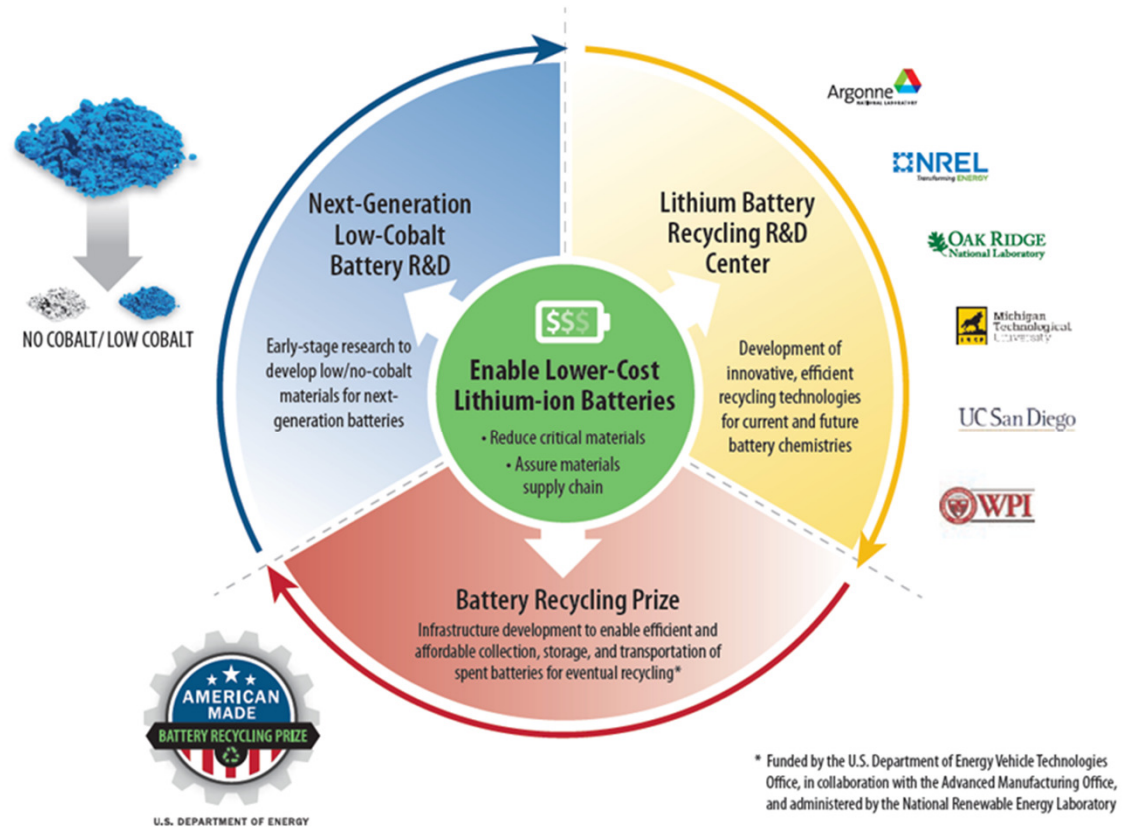 NO COBALT/ LOW COBALT
Next-Generation
Low-Cobalt
Battery R&D
Early-stage research to
develop low/no-cobalt
materials for next-
generation batteries
Lithium Battery
Recycling R&D
Center
Development of
innovative, efficient
recycling technologies
for current and future
battery chemistries
$$$
Enable Lower-Cost
Lithium-ion Batteries
• Reduce critical materials
• Assure materials
supply chain
Battery Recycling Prize
Infrastructure development to enable efficient and
affordable collection, storage, and transportation of
spent batteries for eventual recycling*
Argonne
NATIONAL LABORATORY
NREL
Transforming ENERGY
OAK RIDGE
National Laboratory
Michigan
Technological
University
UC San Diego
WPI
AMERICAN
MADE
BATTERY RECYCLING PRIZE
U.S. DEPARTMENT OF ENERGY
* Funded by the U.S. Department of Energy Vehicle Technologies
Office, in collaboration with the Advanced Manufacturing Office,
and administered by the National Renewable Energy Laboratory